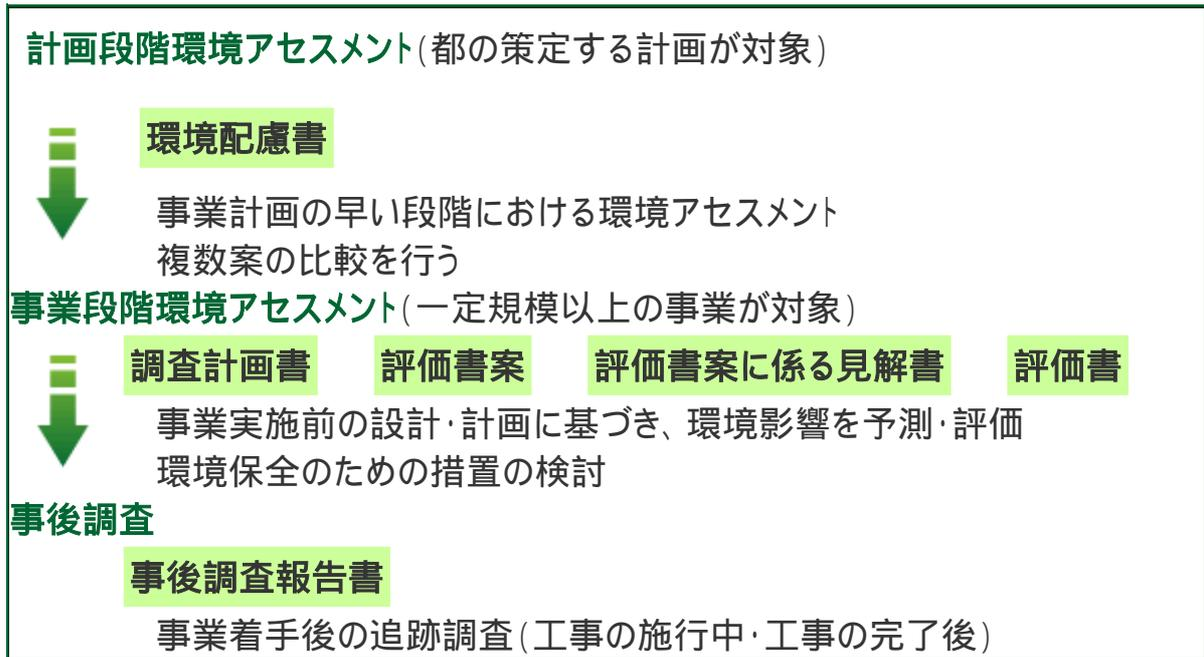 計画段階環境アセスメント(都の策定する計画が対象)
環境配慮書
事業計画の早い段階における環境アセスメント
複数案の比較を行う
事業段階環境アセスメント(一定規模以上の事業が対象)
調査計画書 評価書案 評価書案に係る見解書 評価書
事業実施前の設計･計画に基づき、環境影響を予測･評価
環境保全のための措置の検討
事後調査
事後調査報告書
事業着手後の追跡調査(工事の施行中･工事の完了後)